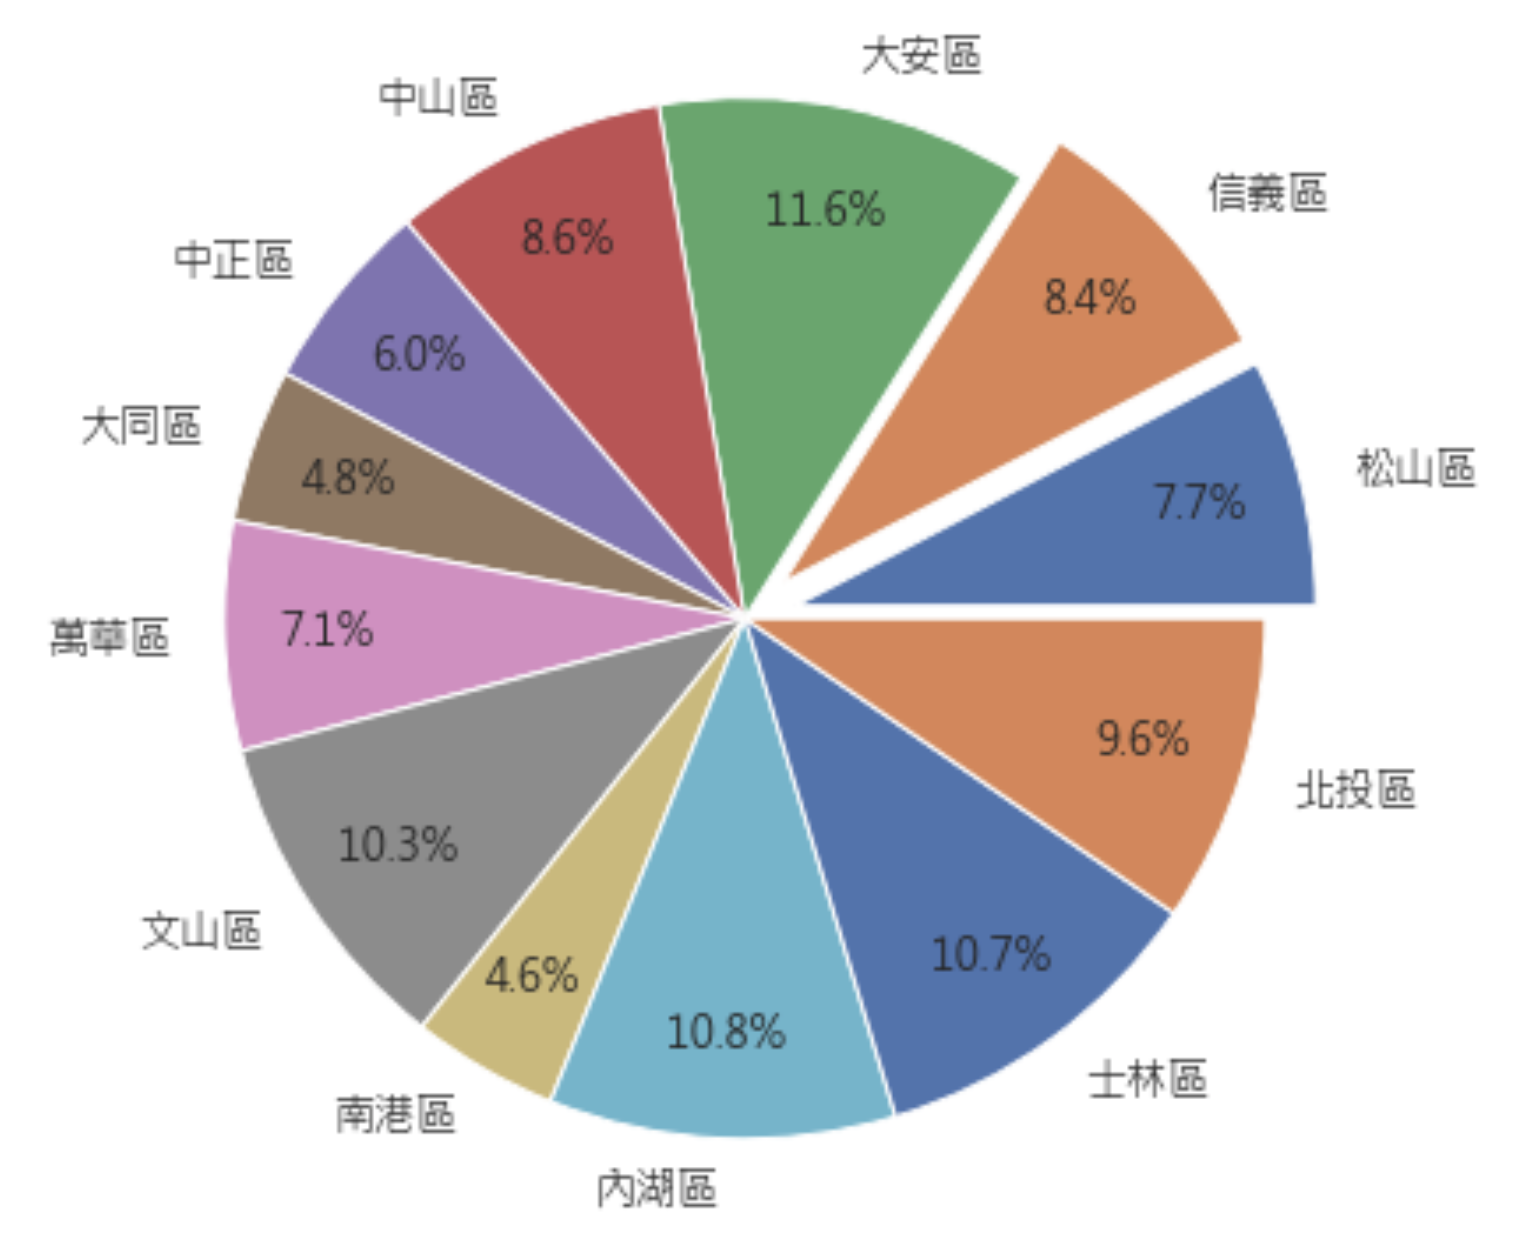 大安區
中山區
信義區
11.6%
8.6%
中正區
8.4%
6.0%
大同區
松山區
4.8%
7.7%
萬華區
7.1%
9.6%
北投區
10.3%
文山區
10.7%
4.6%
10.8%
士林區
南港區
內湖區